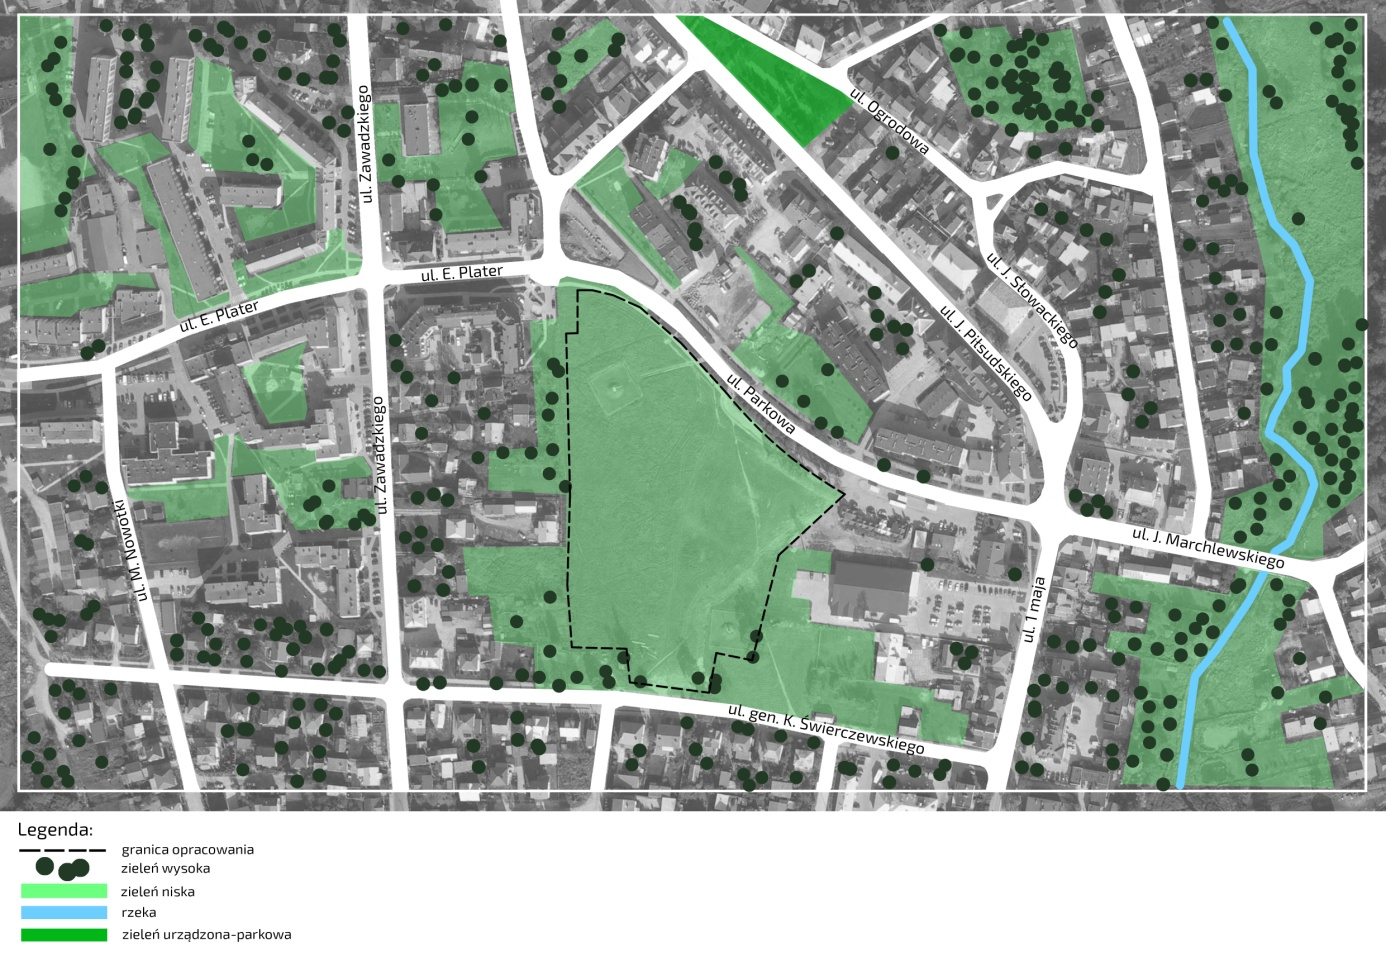 ul. Zawadzkiego
ul. Ogrodowa
ul. E. Plater
ul. E. Plater
ul. J. Słowackiego
ul. J. Piłsudskiego
ul. Parkowa
ul. Zawadzkiego
ul. M. Nowotki
ul. J. Marchlewskiego
ul. 1 maja
ul. gen. K. Świerczewskiego
Legenda:
granica opracowania
zieleń wysoka
zieleń niska
rzeka
zieleń urządzona-parkowa